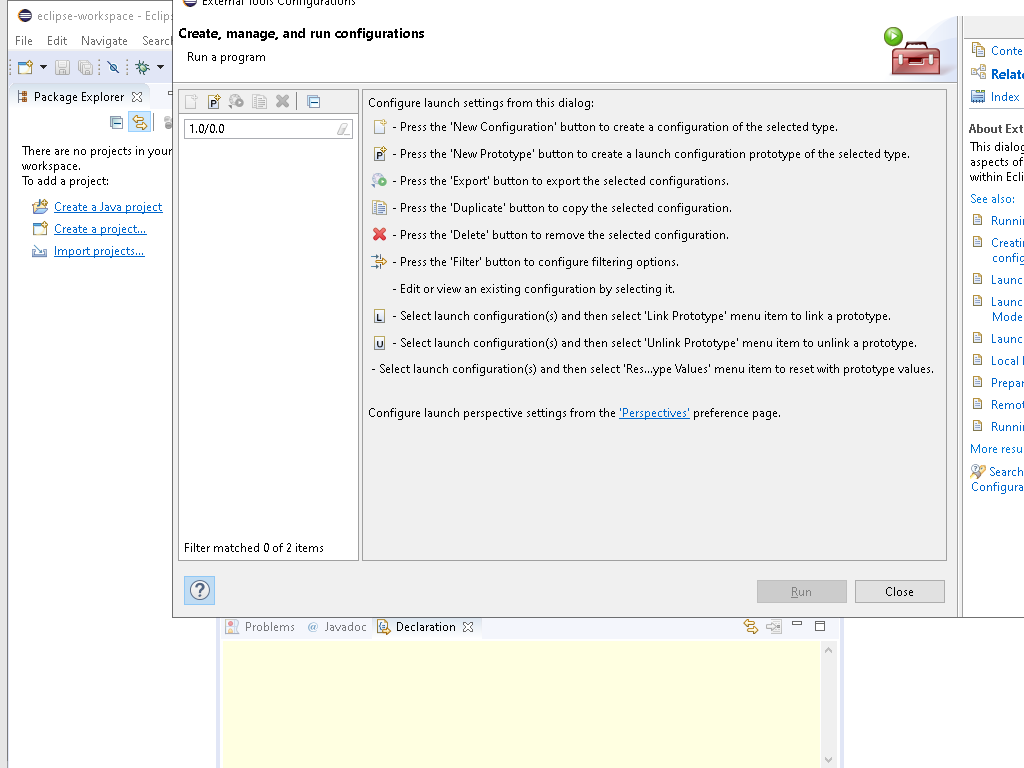 eclipse-workspace - Eclips
External Tools Configurations
File Edit Navigate Search
Create, manage, and run configurations
Run a program
Package Explorer
There are no projects in your
workspace.
To add a project:
Create a Java project
Create a project...
Import projects...
1.0/0.0
Filter matched 0 of 2 items
Configure launch settings from this dialog:
- Press the 'New Configuration' button to create a configuration of the selected type.
P - Press the 'New Prototype' button to create a launch configuration prototype of the selected type.
- Press the 'Export' button to export the selected configurations.
- Press the 'Duplicate' button to copy the selected configuration.
- Press the 'Delete' button to remove the selected configuration.
- Press the 'Filter' button to configure filtering options.
- Edit or view an existing configuration by selecting it.
L - Select launch configuration(s) and then select 'Link Prototype' menu item to link a prototype.
U - Select launch configuration(s) and then select 'Unlink Prototype' menu item to unlink a prototype.
- Select launch configuration(s) and then select 'Res...ype Values' menu item to reset with prototype values.
Configure launch perspective settings from the 'Perspectives' preference page.
Run
Close
Conte
Relate
Index
About Ext
This dialog
aspects of
within Ecli
See also:
Runnin
Creatin
config
Launc
Launc
Mode
Launc
Local
Prepar
Remot
Runnin
More resu
Search
Configura
Problems @ Javadoc Declaration